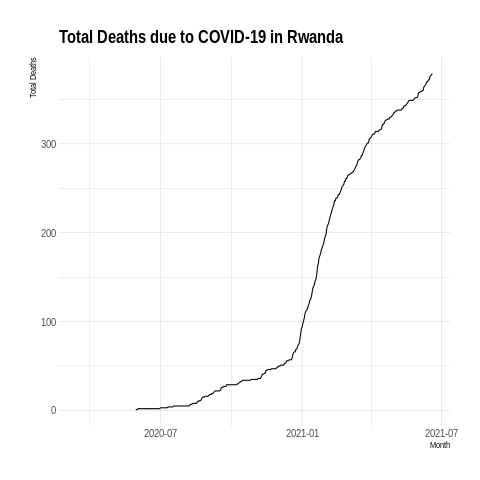 Total Deaths due to COVID-19 in Rwanda
Total Deaths
300
200
100
0
2020-07
2021-01
2021-07
Month